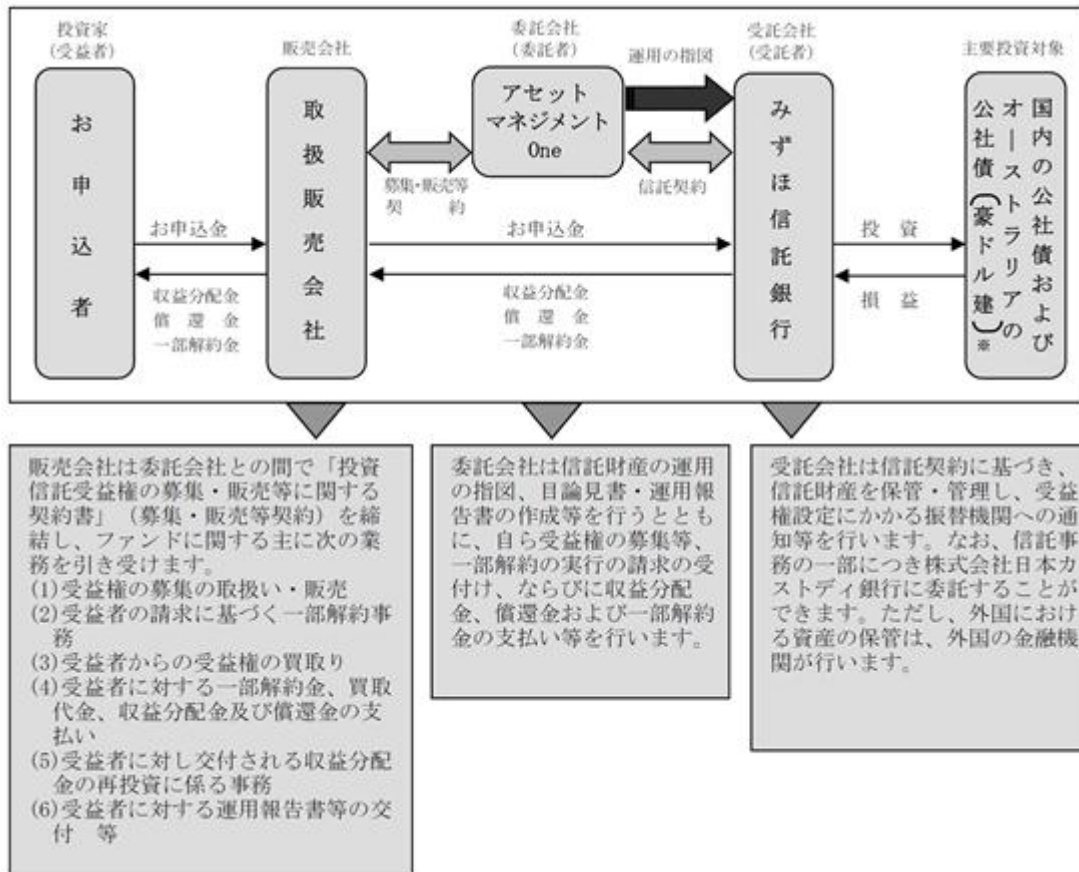 投資家
(受益者)
お申込者
販売会社
取扱販売会社
委託会社
(委託者)
アセット
マネジメント
One
運用の指図
受託会社
(受託者)
みずほ信託銀行
主要投資対象
国内の公社債および
オーストラリアの
公社債(豪ドル建)※
募集・販売等
契　　約
信託契約
お申込金
収益分配金
償　還　金
一部解約金
お申込金
収益分配金
償　還　金
一部解約金
投　資
損　益
販売会社は委託会社との間で「投資
信託受益権の募集・販売等に関する
契約書」（募集・販売等契約）を締
結し、ファンドに関する主に次の業
務を引き受けます。
(1)受益権の募集の取扱い・販売
(2)受益者の請求に基づく一部解約事
務
(3)受益者からの受益権の買取り
(4)受益者に対する一部解約金、買取
代金、収益分配金及び償還金の支
払い
(5)受益者に対し交付される収益分配
金の再投資に係る事務
(6)受益者に対する運用報告書等の交
付　等
委託会社は信託財産の運用
の指図、目論見書・運用報
告書の作成等を行うととも
に、自ら受益権の募集等、
一部解約の実行の請求の受
付け、ならびに収益分配
金、償還金および一部解約
金の支払い等を行います。
受託会社は信託契約に基づき、
信託財産を保管・管理し、受益
権設定にかかる振替機関への通
知等を行います。なお、信託事
務の一部につき株式会社日本カ
ストディ銀行に委託することが
できます。ただし、外国におけ
る資産の保管は、外国の金融機
関が行います。